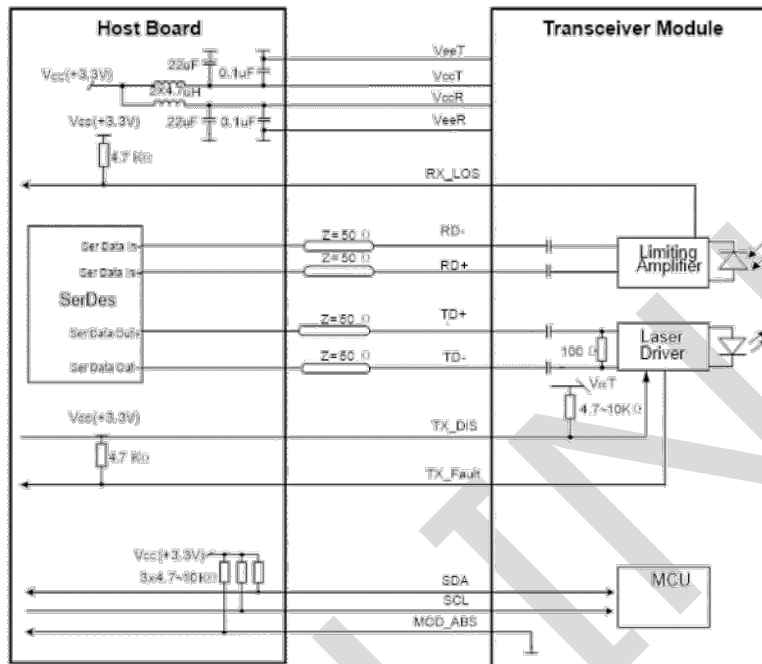 Host Board
Transceiver Module
VeeT
22uF
0.1uF
Vcc(+3.3V)
VccT
2x4.7uH
VccR
Vcc(+3.3V)
22uF
0.1uF
VeeR
4.7 KΩ
RX_LOS
Z=50 Ω
RD-
Ser Data In-
Limiting
Amplifier
Z=50 Ω
RD+
Ser Data In+
SerDes
Z=50 Ω
TD+
Ser Data Out+
100 Ω
Laser
Driver
Z=50 Ω
TD-
Ser Data Out-
VccT
4.7~10KΩ
Vcc(+3.3V)
TX_DIS
4.7 KΩ
TX_Fault
Vcc(+3.3V)
3x4.7~10KΩ
SDA
MCU
SCL
MOD_ABS